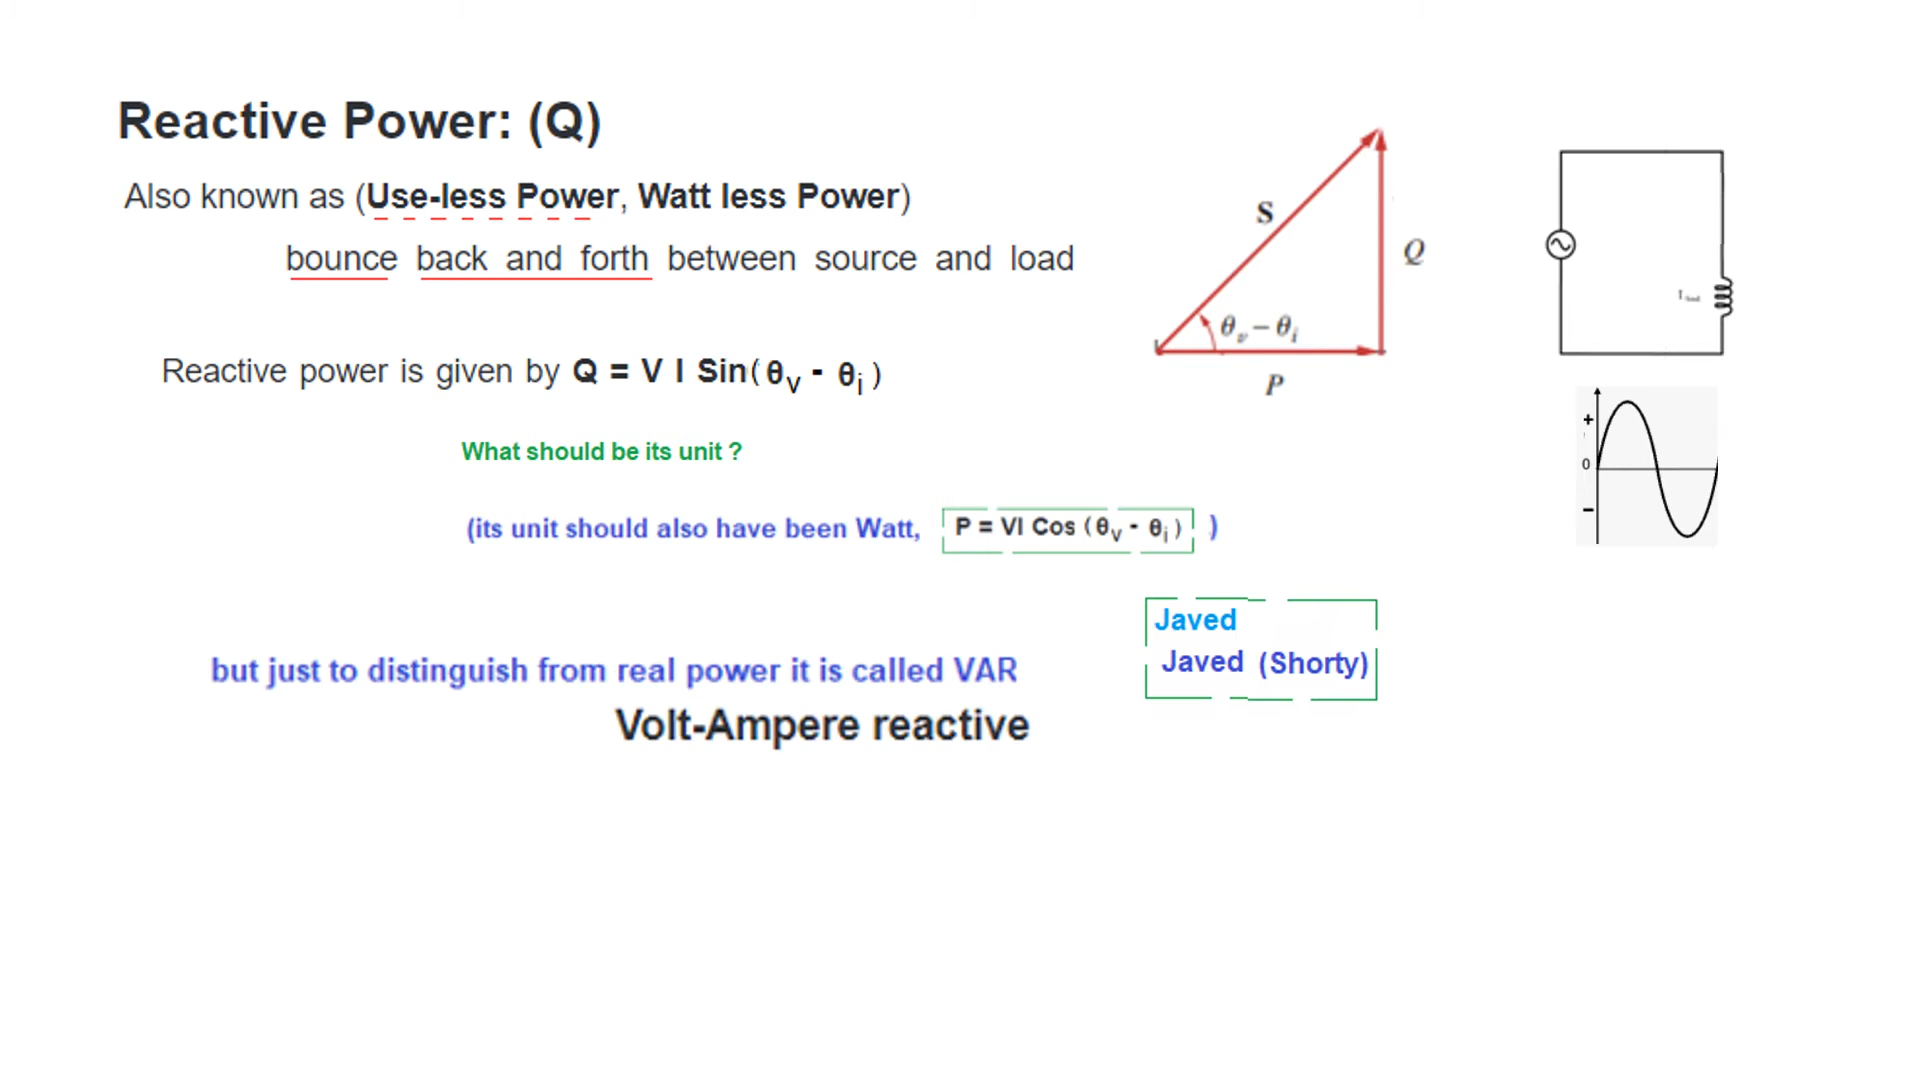 Reactive Power: (Q)
Also known as (Use-less Power, Watt less Power)
bounce back and forth between source and load
Reactive power is given by Q = V I Sin(θv - θi)
What should be its unit ?
(its unit should also have been Watt, P = VI Cos (θv - θi) )
but just to distinguish from real power it is called VAR
Volt-Ampere reactive
Javed
Javed (Shorty)
S
Q
θv – θi
P
+
0
–